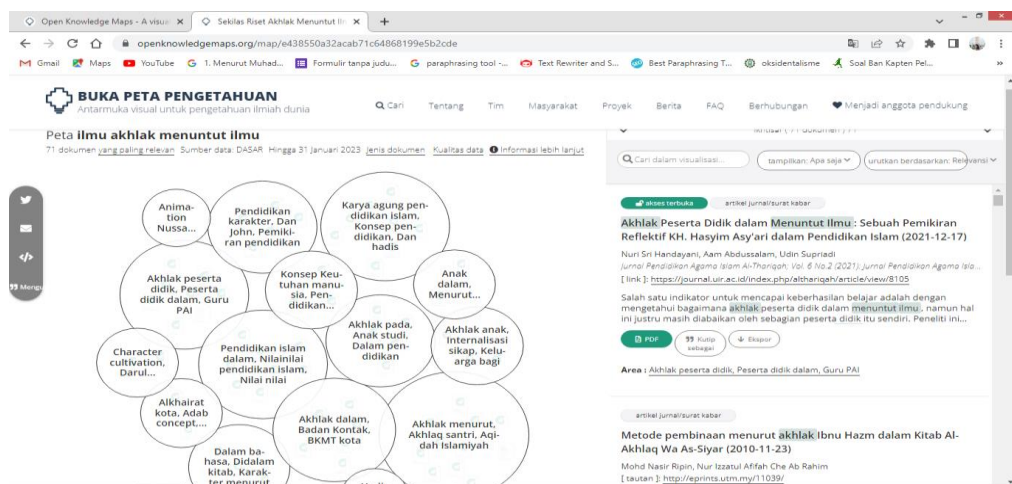 Open Knowledge Maps - A visua
Sekilas Riset Akhlak Menuntut Ilm
openknowledgemaps.org/map/e438550a32acab71c64868199e5b2cde
Gmail
Maps
YouTube
1. Menurut Muhad...
Formulir tanpa judu...
paraphrasing tool -...
Text Rewriter and S...
Best Paraphrasing T...
oksidentalisme
Soal Ban Kapten Pel...
BUKA PETA PENGETAHUAN
Antarmuka visual untuk pengetahuan ilmiah dunia
Cari
Tentang
Tim
Masyarakat
Proyek
Berita
FAQ
Berhubungan
Menjadi anggota pendukung
Peta ilmu akhlak menuntut ilmu
71 dokumen yang paling relevan Sumber data: DASAR Hingga 31 Januari 2023 Jenis dokumen Kualitas data Informasi lebih lanjut
Anima-
tion
Nussa...
Pendidikan
karakter, Dan
John, Pemiki-
ran pendidikan
Karya agung pen-
didikan islam,
Konsep pen-
didikan, Dan
hadis
Akhlak peserta
didik, Peserta
didik dalam, Guru
PAI
Konsep Keu-
tuhan manu-
sia, Pen-
didikan...
Anak
dalam,
Menurut...
Character
cultivation,
Darul...
Pendidikan islam
dalam, Nilainilai
pendidikan islam,
Nilai nilai
Akhlak pada,
Anak studi,
Dalam pen-
didikan
Akhlak anak,
Internalisasi
sikap, Kelu-
arga bagi
Alkhairat
kota, Adab
concept,...
Akhlak dalam,
Badan Kontak,
BKMT kota
Akhlak menurut,
Akhlaq santri, Aqi-
dah Islamiyah
Dalam ba-
hasa, Didalam
kitab, Karak-
ter menurut
Mengu
Cari dalam visualisasi...
tampilkan: Apa saja
urutkan berdasarkan: Relevansi
akses terbuka
artikel jurnal/surat kabar
Akhlak Peserta Didik dalam Menuntut Ilmu : Sebuah Pemikiran
Reflektif KH. Hasyim Asy'ari dalam Pendidikan Islam (2021-12-17)
Nuri Sri Handayani, Aam Abdussalam, Udin Supriadi
Jurnal Pendidikan Agama Islam Al-Thariqah; Vol. 6 No.2 (2021): Jurnal Pendidikan Agama Isla...
[ link ]: https://journal.uir.ac.id/index.php/althariqah/article/view/8105
Salah satu indikator untuk mencapai keberhasilan belajar adalah dengan
mengetahui bagaimana akhlak peserta didik dalam menuntut ilmu , namun hal
ini justru masih diabaikan oleh sebagian peserta didik itu sendiri. Peneliti ini...
PDF
Kutip
sebagai
Ekspor
Area : Akhlak peserta didik, Peserta didik dalam, Guru PAI
artikel jurnal/surat kabar
Metode pembinaan menurut akhlak Ibnu Hazm dalam Kitab Al-
Akhlaq Wa As-Siyar (2010-11-23)
Mohd Nasir Ripin, Nur Izzatul Afifah Che Ab Rahim
[ tautan ]: http://eprints.utm.my/11039/